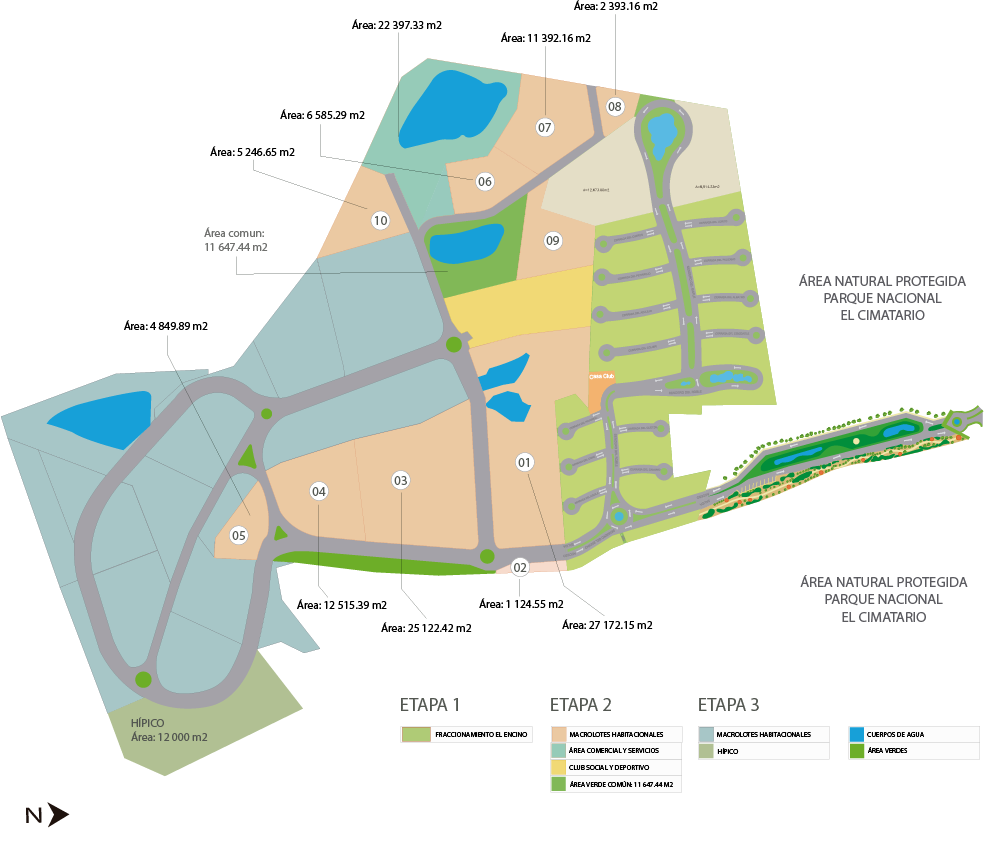 Área: 2 393.16 m2
Área: 22 397.33 m2
Área: 11 392.16 m2
Área: 6 585.29 m2
Área: 5 246.65 m2
Área comun:
11 647.44 m2
Área: 4 849.89 m2
08
07
06
10
09
Casa Club
01
03
04
05
02
ÁREA NATURAL PROTEGIDA
PARQUE NACIONAL
EL CIMATARIO
ÁREA NATURAL PROTEGIDA
PARQUE NACIONAL
EL CIMATARIO
Área: 12 515.39 m2
Área: 1 124.55 m2
Área: 25 122.42 m2
Área: 27 172.15 m2
HÍPICO
Área: 12 000 m2
ETAPA 1
FRACCIONAMIENTO EL ENCINO
ETAPA 2
MACROLOTES HABITACIONALES
ÁREA COMERCIAL Y SERVICIOS
CLUB SOCIAL Y DEPORTIVO
ÁREA VERDE COMÚN: 11 647.44 M2
ETAPA 3
MACROLOTES HABITACIONALES
HÍPICO
CUERPOS DE AGUA
ÁREA VERDES
N